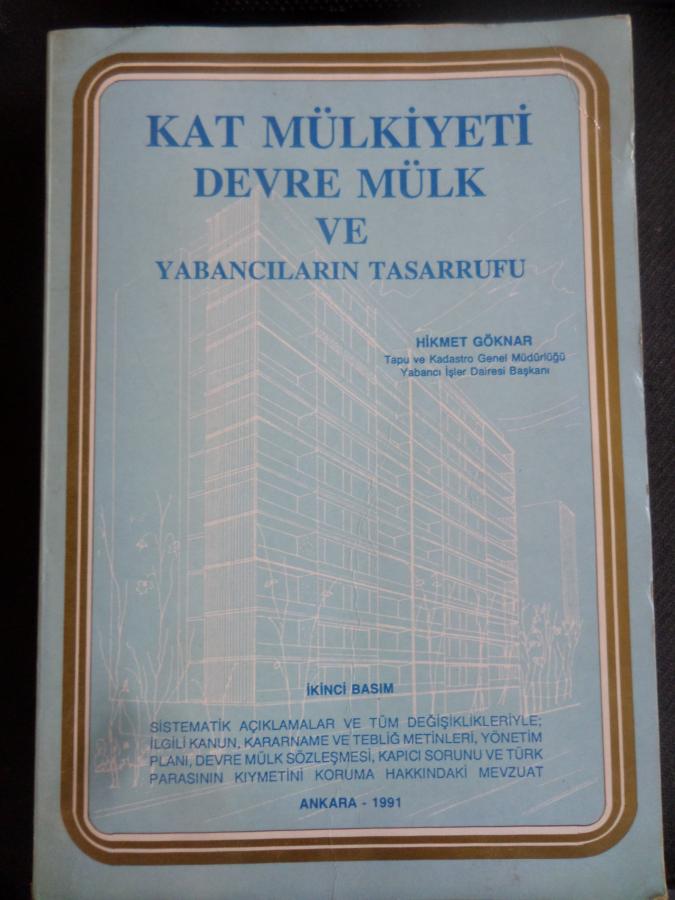 KAT MÜLKİYETİ
DEVRE MÜLK
VE
YABANCILARIN TASARRUFU
HİKMET GÖKNAR
Tapu ve Kadastro Genel Müdürlüğü
Yabancı İşler Dairesi Başkanı
İKİNCİ BASIM
SİSTEMATİK AÇIKLAMALAR VE TÜM DEĞİŞİKLİKLERİYLE;
İLGİLİ KANUN, KARARNAME VE TEBLİĞ METİNLERİ, YÖNETİM
PLANI, DEVRE MÜLK SÖZLEŞMESİ, KAPICI SORUNU VE TÜRK
PARASININ KIYMETİNİ KORUMA HAKKINDAKİ MEVZUAT
ANKARA - 1991